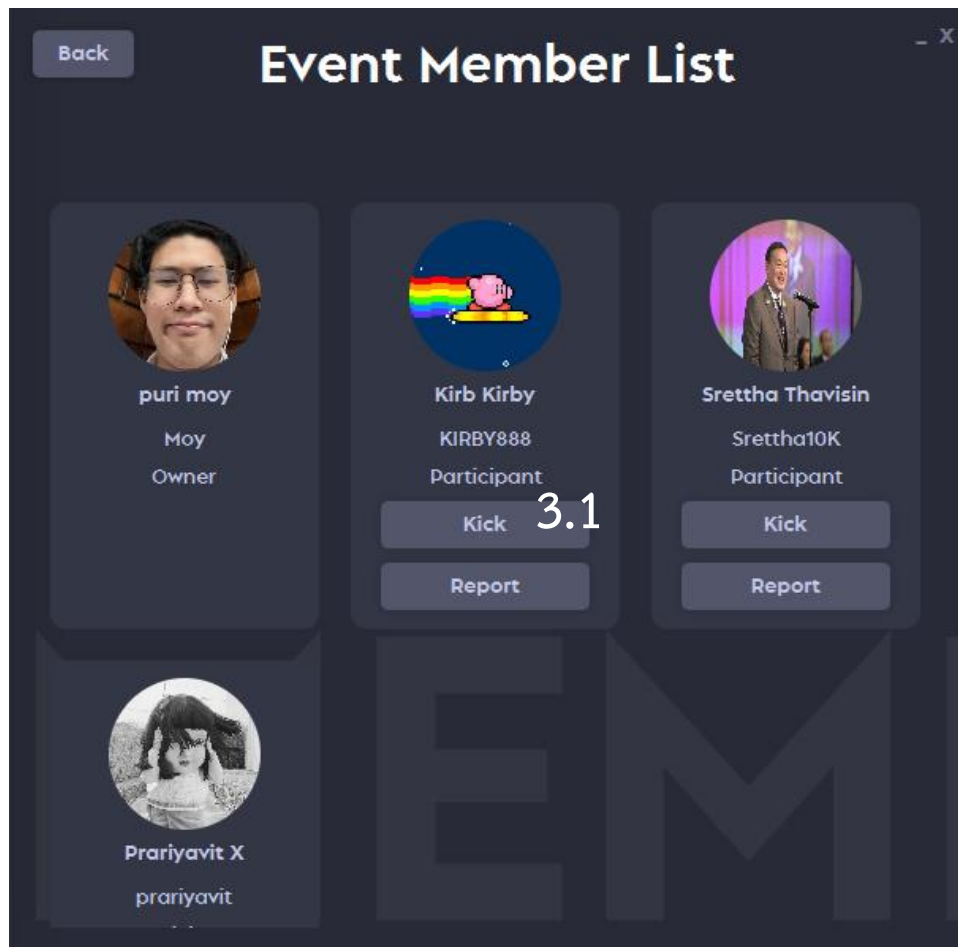 Back
Event Member List
_ X
puri moy
Moy
Owner
Kirb Kirby
KIRBY888
Participant
Kick
3.1
Report
Srettha Thavisin
Srettha10K
Participant
Kick
Report
Prariyavit X
prariyavit
EM